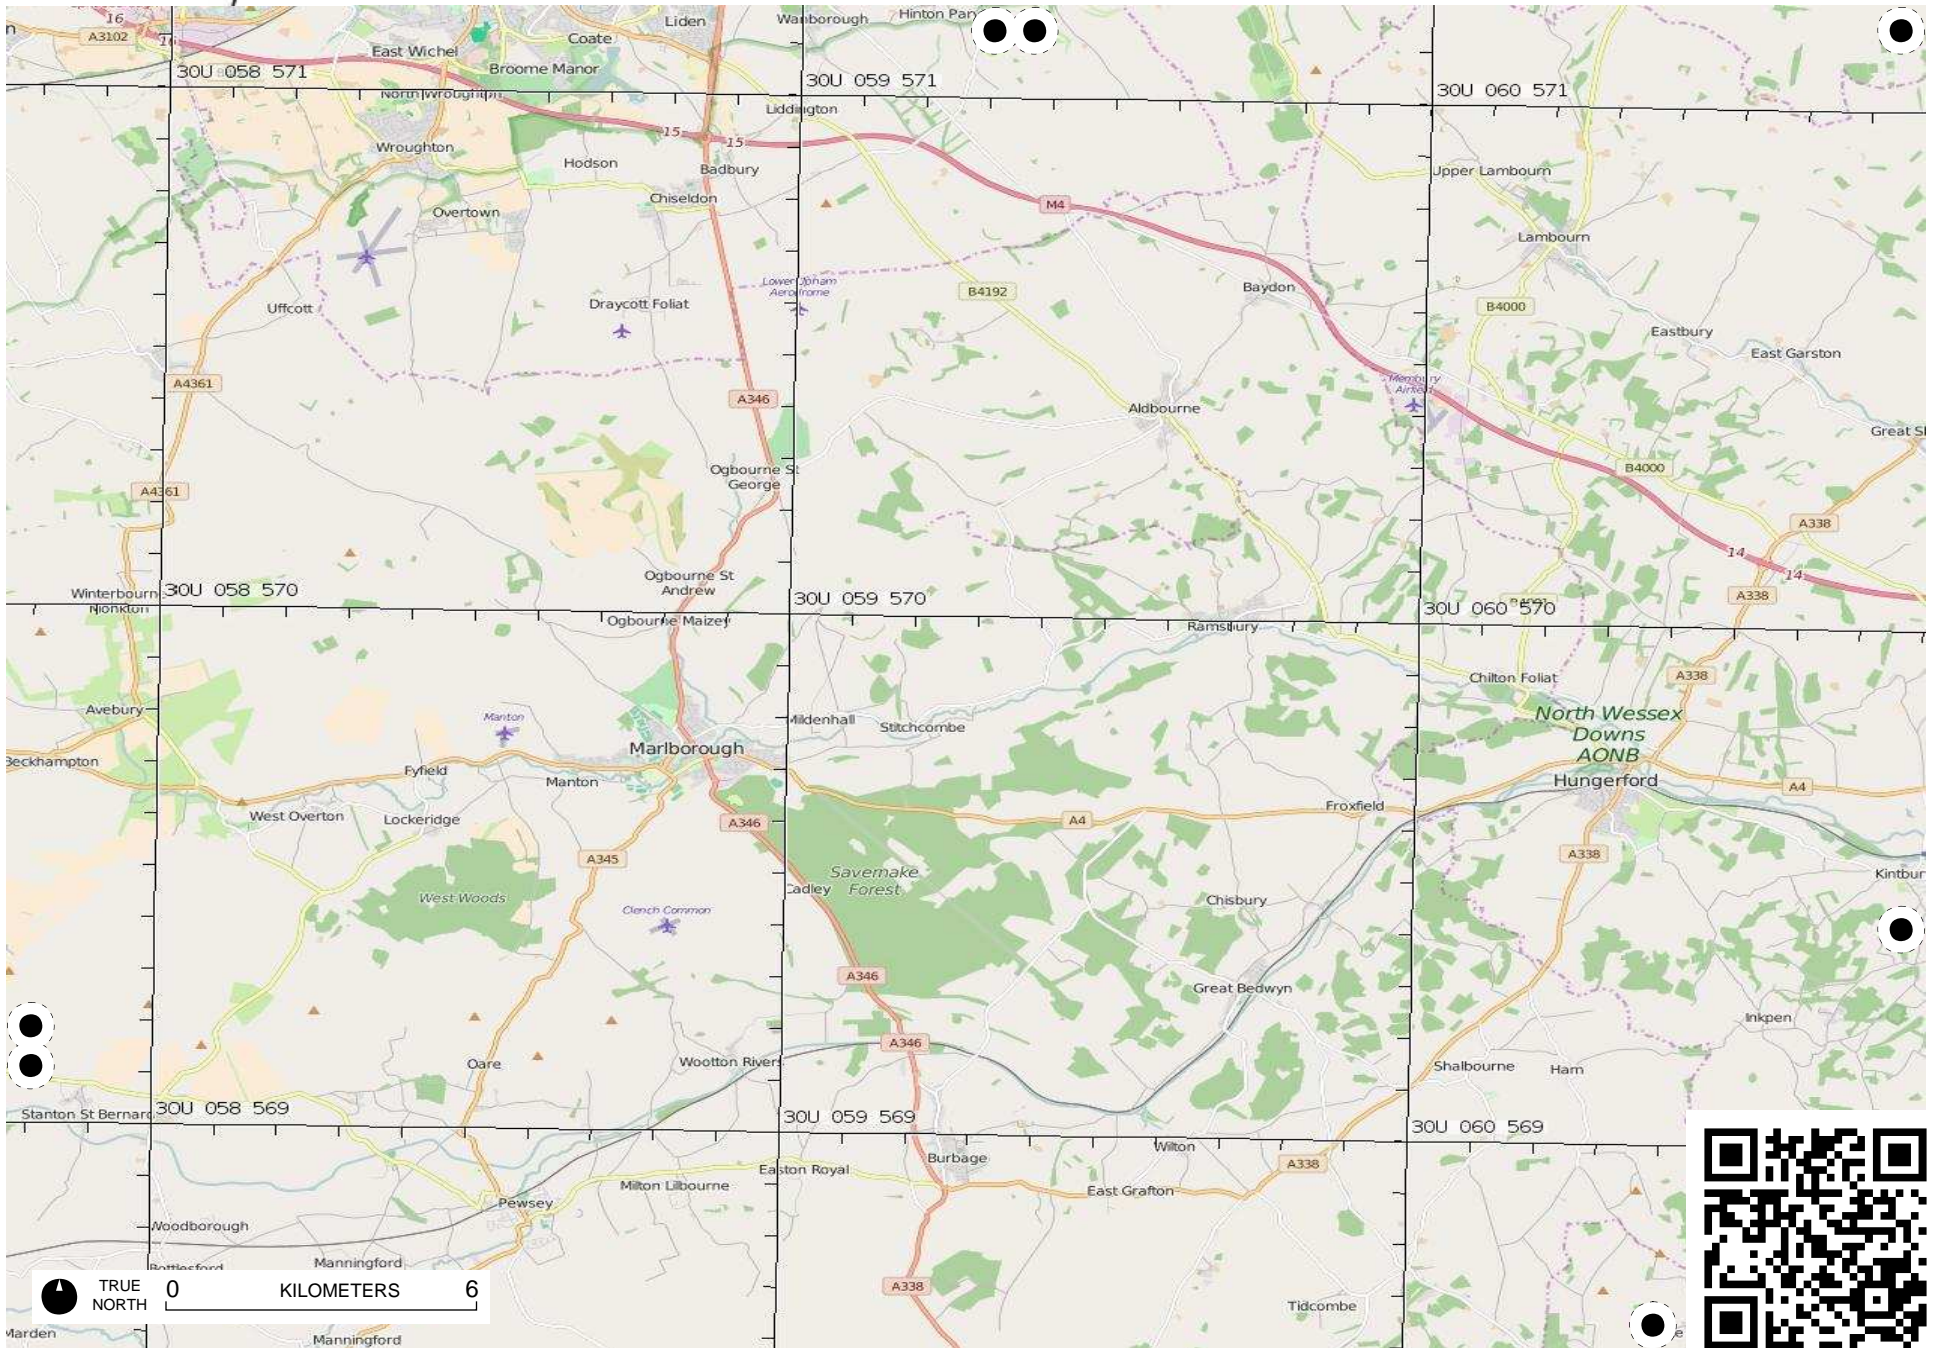 16
A3102
16
East Wichel
Liden
Coate
Wanborough
Broome Manor
30U 058 571
30U 059 571
30U 060 571
North Wroughton
Liddington
Wroughton
Hodson
15
15
Badbury
Chiseldon
Overtown
M4
Upper Lambourn
Lambourn
Uffcott
Draycott Foliat
Lower Upham
Aerodrome
B4192
Baydon
B4000
Eastbury
East Garston
A4361
A346
Aldbourne
Membury
Airfield
Great S
B4000
Ogbourne St
George
A4361
A338
14
14
Ogbourne St
Andrew
Winterbourn
Monkton
30U 058 570
30U 059 570
30U 060 570
A338
Ogbourne Maizey
Ramsbury
Chilton Foliat
A338
Avebury
Manton
Mildenhall
Stitchcombe
North Wessex
Downs
AONB
Marlborough
Beckhampton
Fyfield
Manton
Hungerford
A4
West Overton
Lockeridge
A346
A4
Froxfield
A345
A338
Savernake
Forest
Cadley
Kintbur
West Woods
Clench Common
Chisbury
A346
Great Bedwyn
Inkpen
A346
Oare
Wootton Rivers
Shalbourne
Ham
Stanton St Bernard
30U 058 569
30U 059 569
30U 060 569
Burbage
Wilton
Easton Royal
A338
Milton Lilbourne
East Grafton
Pewsey
Woodborough
Manningford
Bottlesford
TRUE
NORTH
0 KILOMETERS 6
A338
Tidcombe
Marden
Manningford